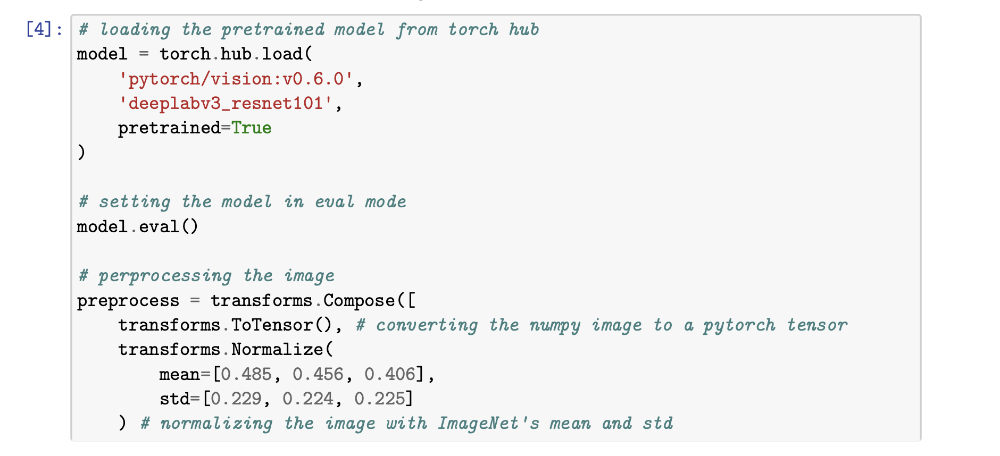 [4]: # loading the pretrained model from torch hub
model = torch.hub.load(
    'pytorch/vision:v0.6.0',
    'deeplabv3_resnet101',
    pretrained=True
)
# setting the model in eval mode
model.eval()
# perprocessing the image
preprocess = transforms.Compose([
    transforms.ToTensor(), # converting the numpy image to a pytorch tensor
    transforms.Normalize(
        mean=[0.485, 0.456, 0.406],
        std=[0.229, 0.224, 0.225]
    ) # normalizing the image with ImageNet's mean and std